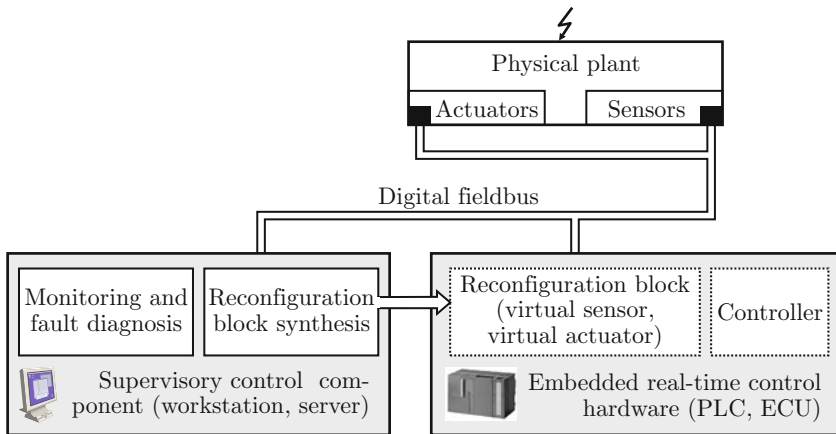 Physical plant
Actuators
Sensors
Digital fieldbus
Monitoring and
fault diagnosis
Reconfiguration
block synthesis
Reconfiguration block
(virtual sensor,
virtual actuator)
Controller
Supervisory control com-
ponent (workstation, server)
Embedded real-time control
hardware (PLC, ECU)